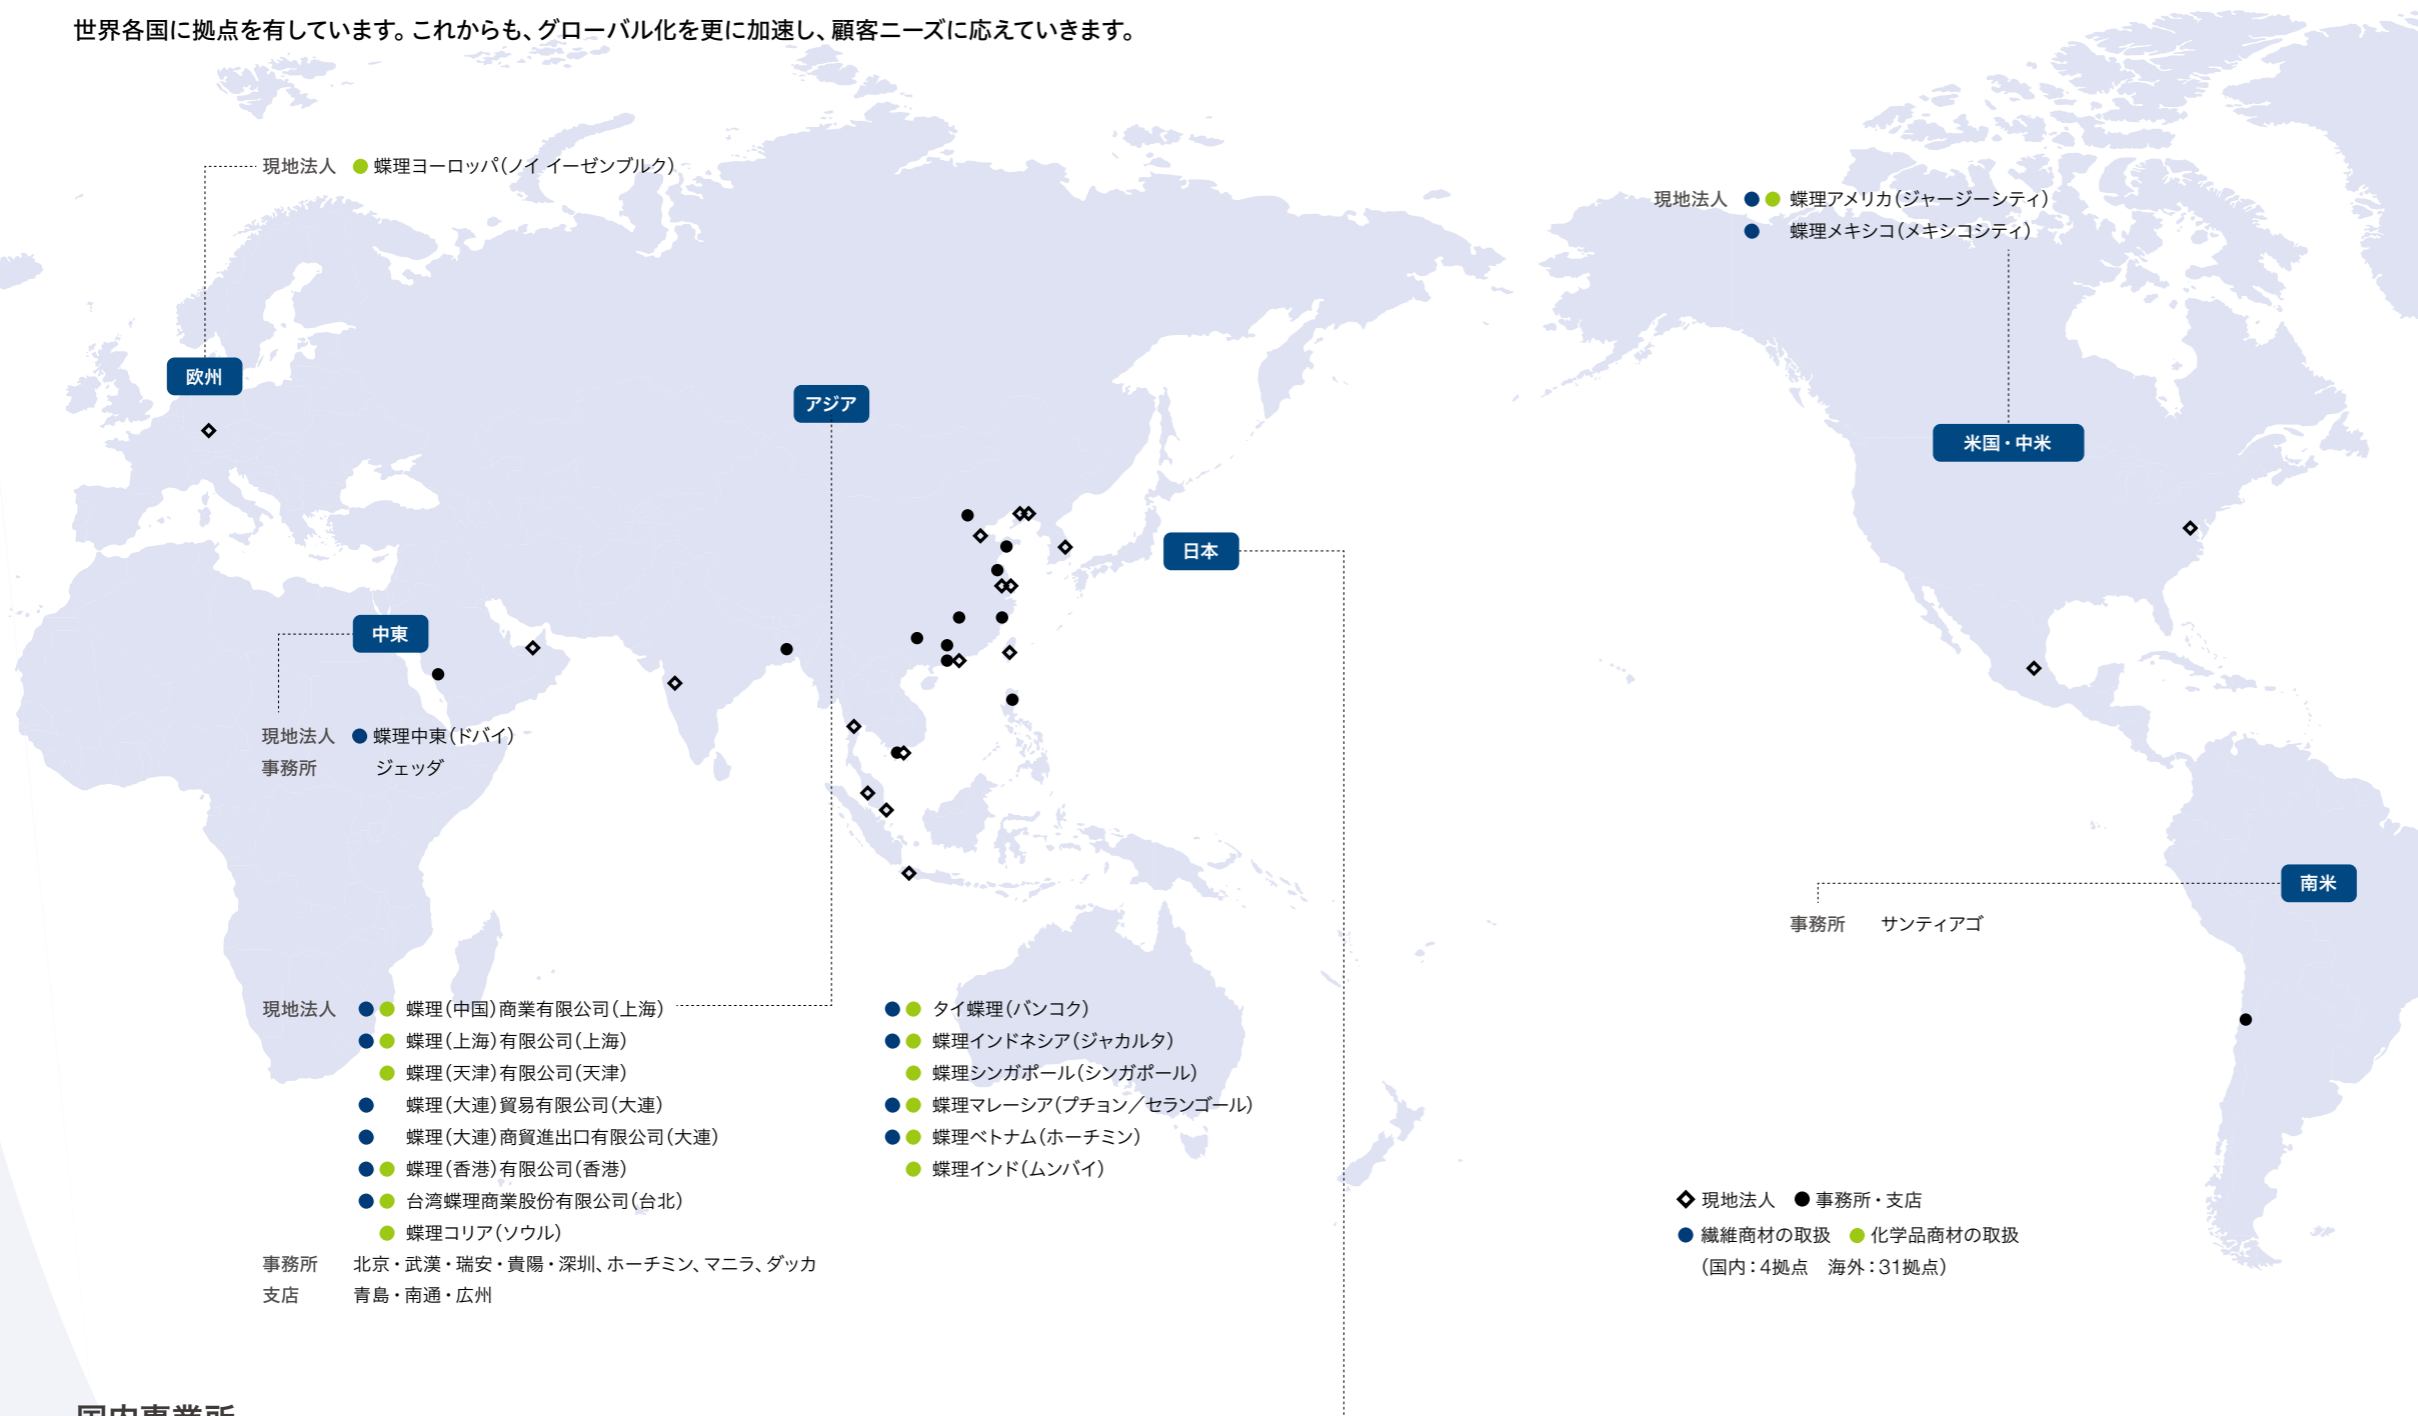 世界各国に拠点を有しています。これからも、グローバル化を更に加速し、顧客ニーズに応えていきます。
現地法人 蝶理ヨーロッパ(ノイ イーゼンブルク)
現地法人 蝶理アメリカ(ジャージーシティ)
蝶理メキシコ(メキシコシティ)
欧州
アジア
米国・中米
日本
中東
現地法人 蝶理中東(ドバイ)
事務所 ジェッダ
南米
事務所 サンティアゴ
現地法人 蝶理(中国)商業有限公司(上海)
蝶理(上海)有限公司(上海)
蝶理(天津)有限公司(天津)
蝶理(大連)貿易有限公司(大連)
蝶理(大連)商貿進出口有限公司(大連)
蝶理(香港)有限公司(香港)
台湾蝶理商業股份有限公司(台北)
蝶理コリア(ソウル)
タイ蝶理(バンコク)
蝶理インドネシア(ジャカルタ)
蝶理シンガポール(シンガポール)
蝶理マレーシア(プチョン/セランゴール)
蝶理ベトナム(ホーチミン)
蝶理インド(ムンバイ)
事務所 北京・武漢・瑞安・貴陽・深圳、ホーチミン、マニラ、ダッカ
支店 青島・南通・広州
現地法人 事務所・支店
繊維商材の取扱 化学品商材の取扱
(国内：4拠点 海外：31拠点)
国内事業所